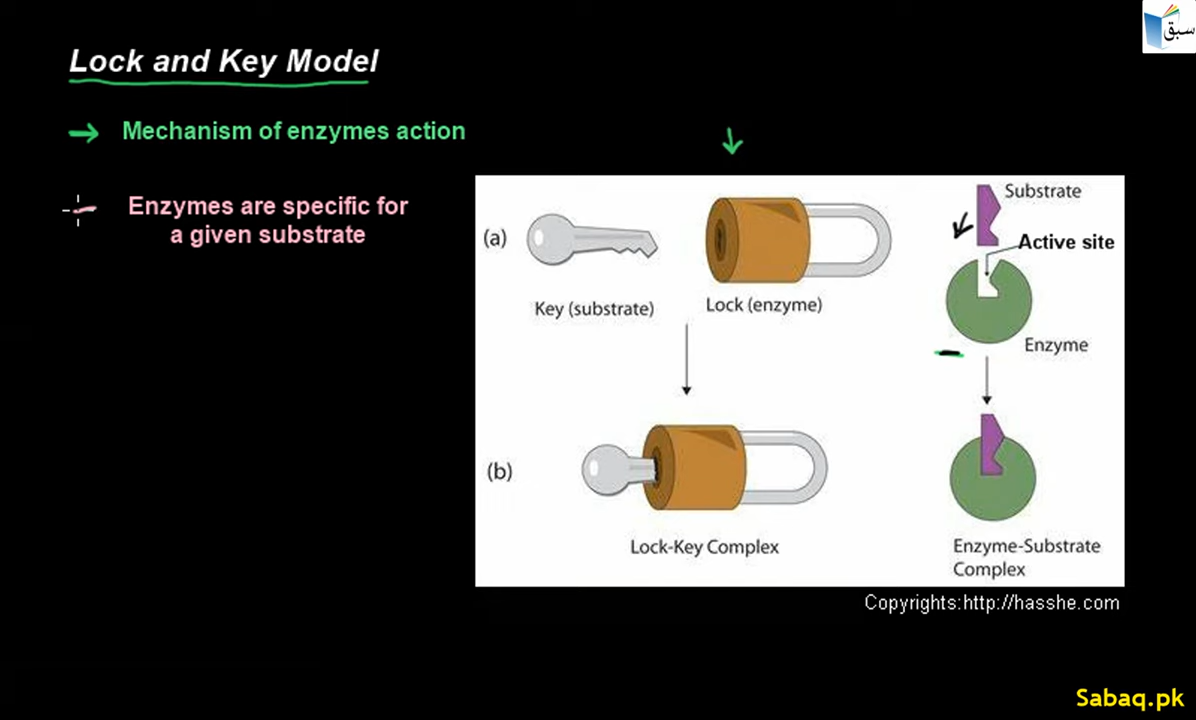 سبق
Lock and Key Model
Mechanism of enzymes action
Enzymes are specific for
a given substrate
Substrate
(a)
Active site
Key (substrate)
Lock (enzyme)
Enzyme
(b)
Lock-Key Complex
Enzyme-Substrate
Complex
Copyrights:http://hasshe.com
Sabaq.pk